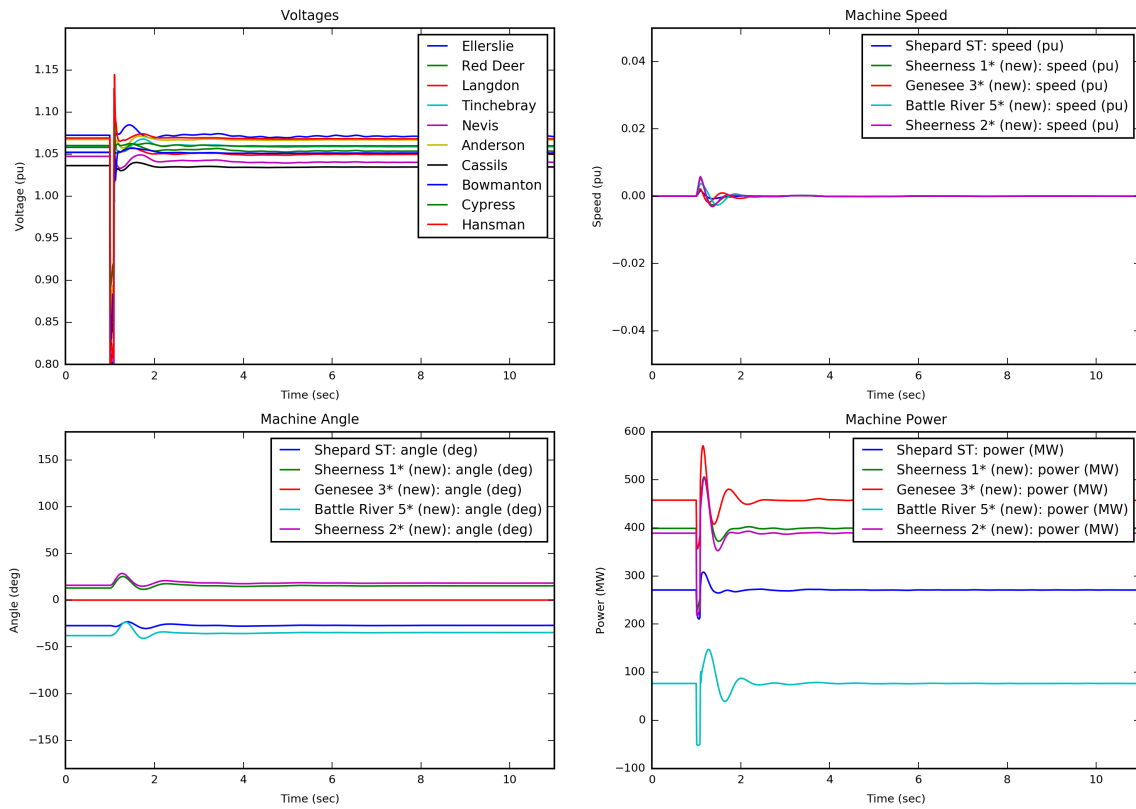 Voltages
1.15
1.10
1.05
1.00
0.95
0.90
0.85
0.80
Voltage (pu)
0
2
4
6
8
10
Time (sec)
Ellerslie
Red Deer
Langdon
Tinchebray
Nevis
Anderson
Cassils
Bowmanton
Cypress
Hansman
Machine Speed
0.04
0.02
0.00
−0.02
−0.04
Speed (pu)
0
2
4
6
8
10
Time (sec)
Shepard ST: speed (pu)
Sheerness 1* (new): speed (pu)
Genesee 3* (new): speed (pu)
Battle River 5* (new): speed (pu)
Sheerness 2* (new): speed (pu)
Machine Angle
150
100
50
0
−50
−100
−150
Angle (deg)
0
2
4
6
8
10
Time (sec)
Shepard ST: angle (deg)
Sheerness 1* (new): angle (deg)
Genesee 3* (new): angle (deg)
Battle River 5* (new): angle (deg)
Sheerness 2* (new): angle (deg)
Machine Power
600
500
400
300
200
100
0
−100
Power (MW)
0
2
4
6
8
10
Time (sec)
Shepard ST: power (MW)
Sheerness 1* (new): power (MW)
Genesee 3* (new): power (MW)
Battle River 5* (new): power (MW)
Sheerness 2* (new): power (MW)